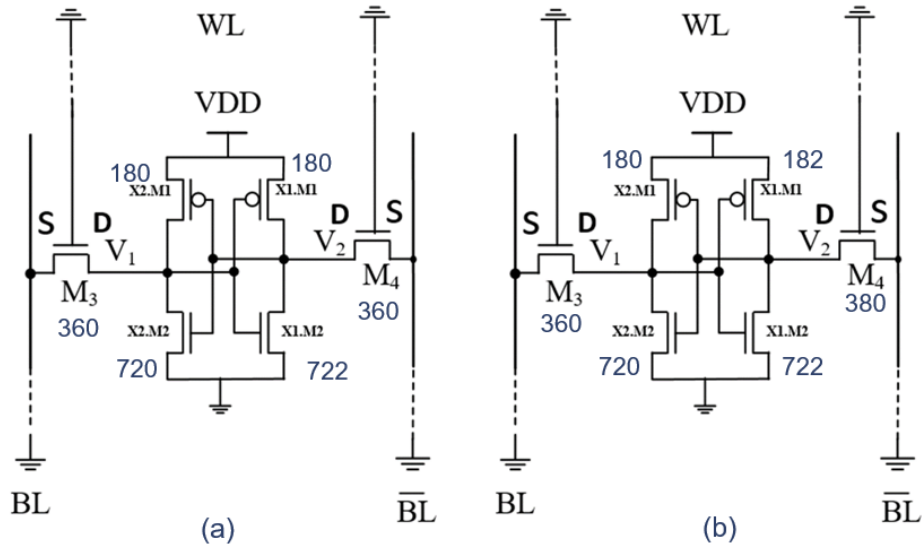 WL
VDD
180
180
X2.M1
X1.M1
S
D
V1
D
S
V2
M3
360
M4
360
X2.M2
X1.M2
720
722
BL
BL
(a)
WL
VDD
180
182
X2.M1
X1.M1
S
D
V1
D
S
V2
M3
360
M4
380
X2.M2
X1.M2
720
722
BL
BL
(b)